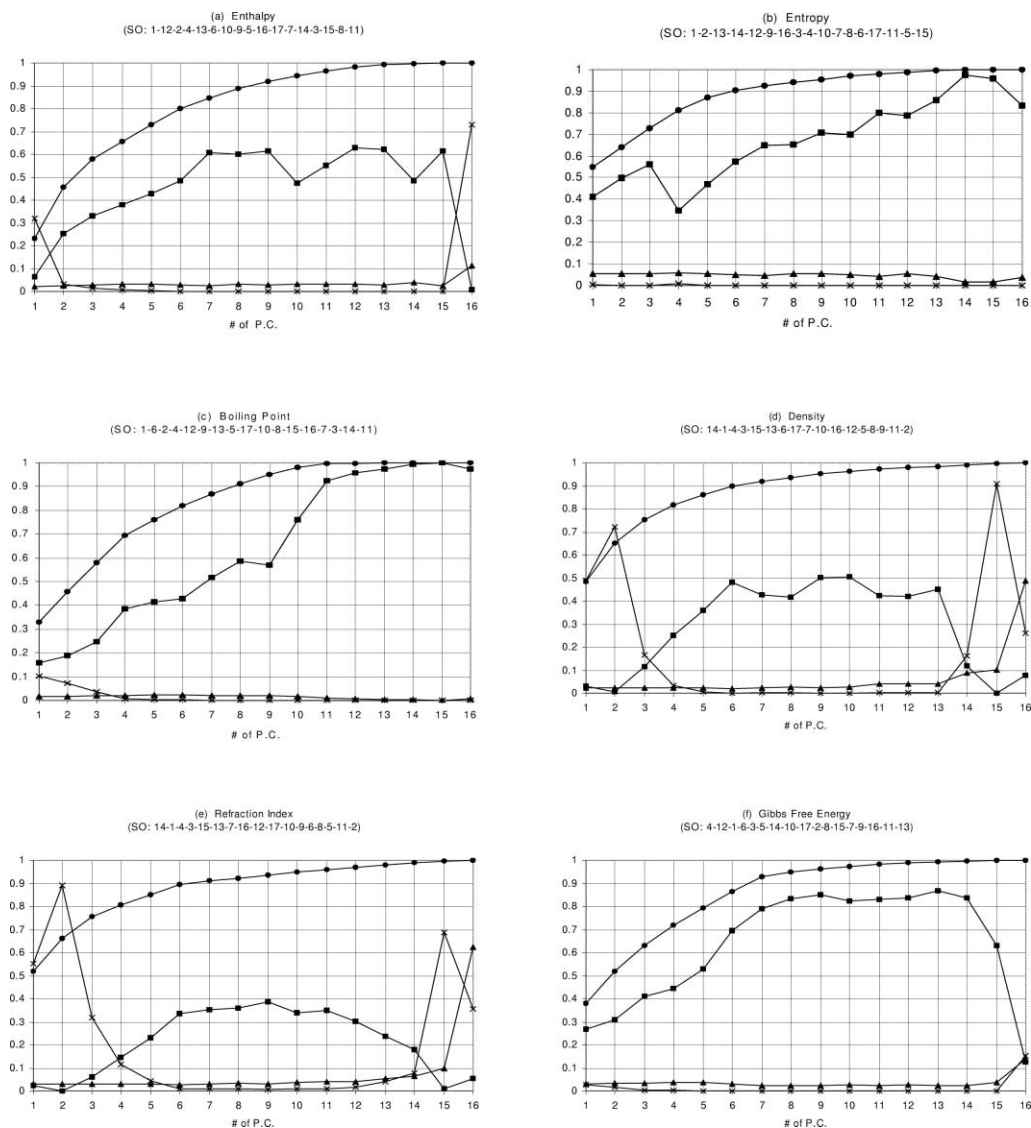 (a) Enthalpy
(SO: 1-12-2-4-13-6-10-9-5-16-17-7-14-3-15-8-11)
1
0.9
0.8
0.7
0.6
0.5
0.4
0.3
0.2
0.1
0
1 2 3 4 5 6 7 8 9 10 11 12 13 14 15 16
# of P.C.
(b) Entropy
(SO: 1-2-13-14-12-9-16-3-4-10-7-8-6-17-11-5-15)
1
0.9
0.8
0.7
0.6
0.5
0.4
0.3
0.2
0.1
0
1 2 3 4 5 6 7 8 9 10 11 12 13 14 15 16
# of P.C.
(c) Boiling Point
(SO: 1-6-2-4-12-9-13-5-17-10-8-15-16-7-3-14-11)
1
0.9
0.8
0.7
0.6
0.5
0.4
0.3
0.2
0.1
0
1 2 3 4 5 6 7 8 9 10 11 12 13 14 15 16
# of P.C.
(d) Density
(SO: 14-1-4-3-15-13-6-17-7-10-16-12-5-8-9-11-2)
1
0.9
0.8
0.7
0.6
0.5
0.4
0.3
0.2
0.1
0
1 2 3 4 5 6 7 8 9 10 11 12 13 14 15 16
# of P.C.
(e) Refraction Index
(SO: 14-1-4-3-15-13-7-16-12-17-10-9-6-8-5-11-2)
1
0.9
0.8
0.7
0.6
0.5
0.4
0.3
0.2
0.1
0
1 2 3 4 5 6 7 8 9 10 11 12 13 14 15 16
# of P.C.
(f) Gibbs Free Energy
(SO: 4-12-1-6-3-5-14-10-17-2-8-15-7-9-16-11-13)
1
0.9
0.8
0.7
0.6
0.5
0.4
0.3
0.2
0.1
0
1 2 3 4 5 6 7 8 9 10 11 12 13 14 15 16
# of P.C.